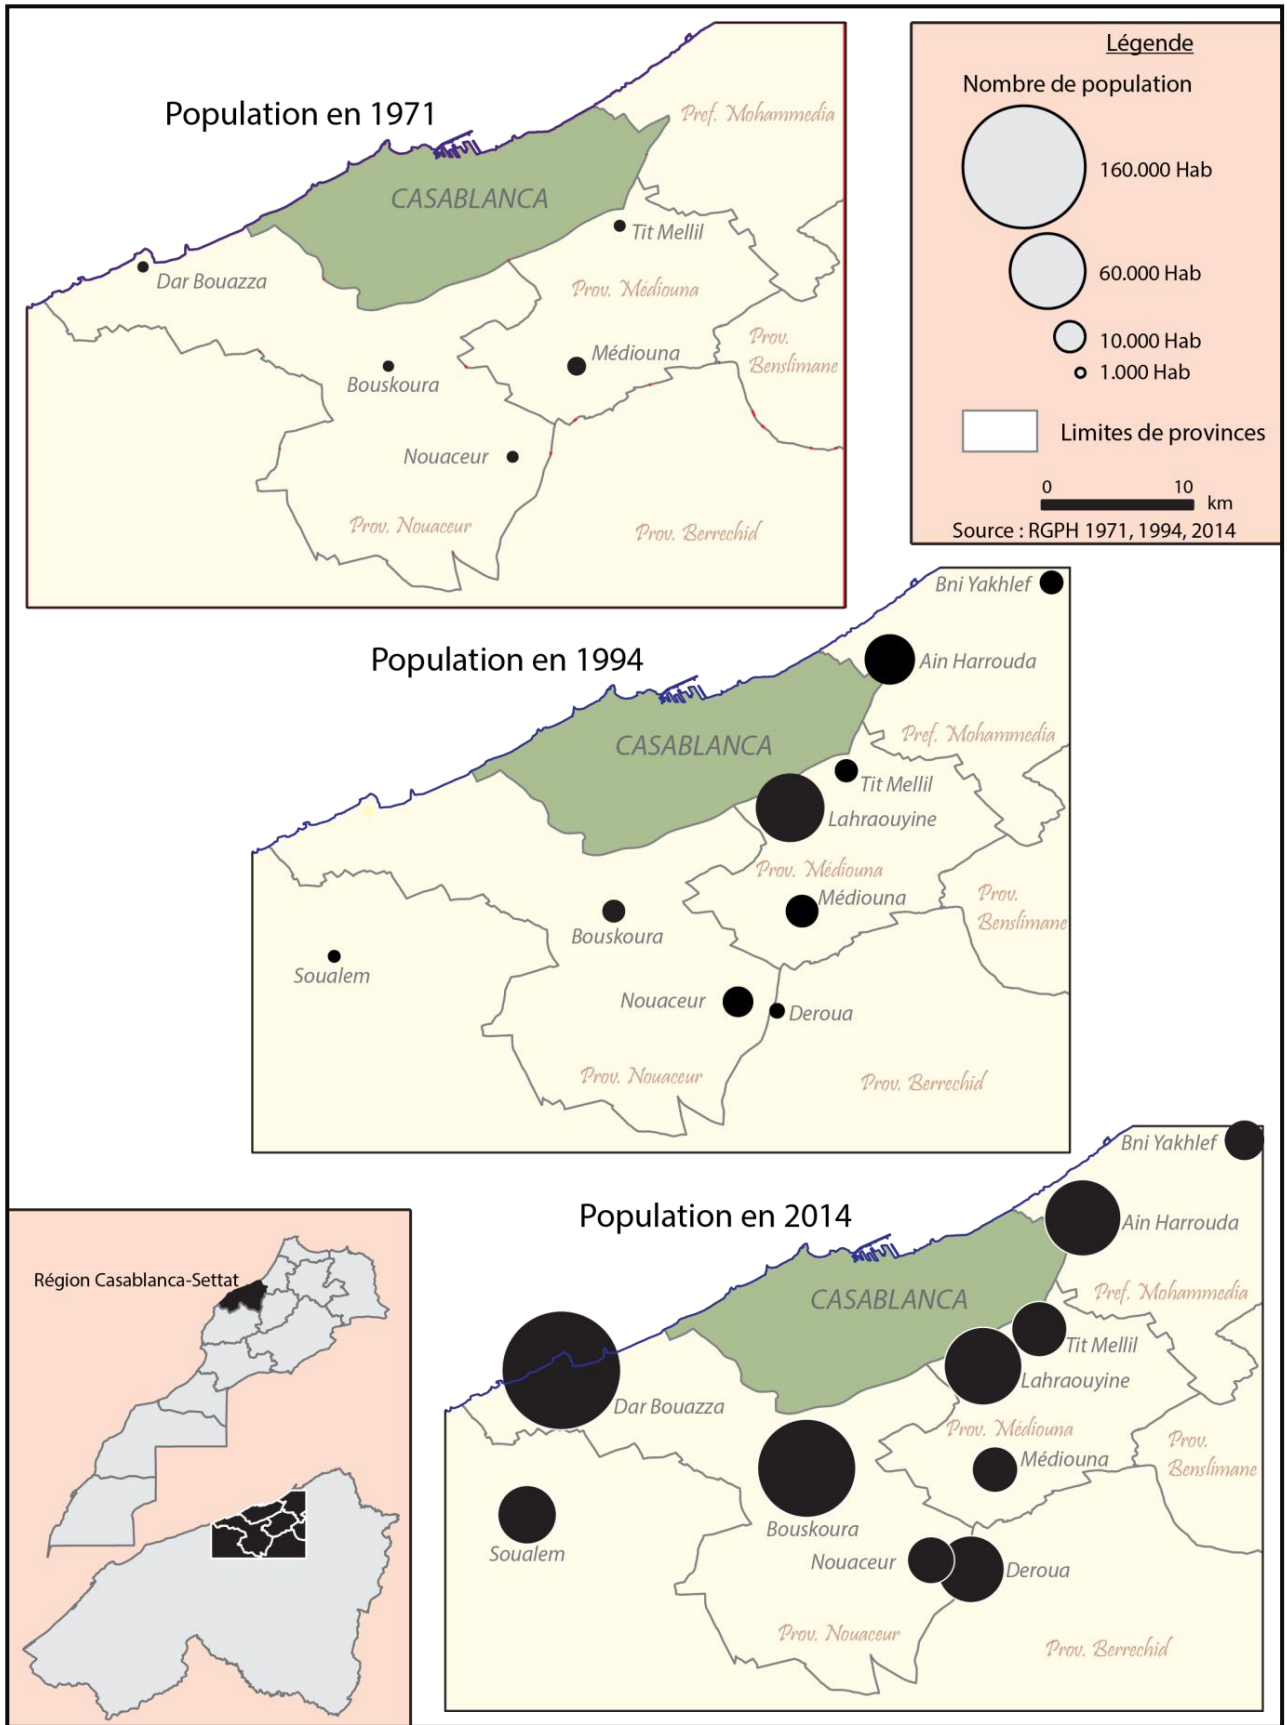 Population en 1971
Pref. Mohammedia
CASABLANCA
Tit Mellil
Dar Bouazza
Prov. Médiouna
Médiouna
Prov.
Benslimane
Bouskoura
Nouaceur
Prov. Nouaceur
Prov. Berrechid
Légende
Nombre de population
160.000 Hab
60.000 Hab
10.000 Hab
1.000 Hab
Limites de provinces
0 10
km
Source : RGPH 1971, 1994, 2014
Population en 1994
Bni Yakhlef
Ain Harrouda
Pref. Mohammedia
CASABLANCA
Tit Mellil
Lahraouyine
Prov. Médiouna
Médiouna
Prov.
Benslimane
Bouskoura
Soualem
Nouaceur
Deroua
Prov. Nouaceur
Prov. Berrechid
Population en 2014
Bni Yakhlef
Ain Harrouda
Pref. Mohammedia
CASABLANCA
Tit Mellil
Lahraouyine
Dar Bouazza
Prov. Médiouna
Médiouna
Prov.
Benslimane
Bouskoura
Soualem
Nouaceur
Deroua
Prov. Nouaceur
Prov. Berrechid
Région Casablanca-Settat